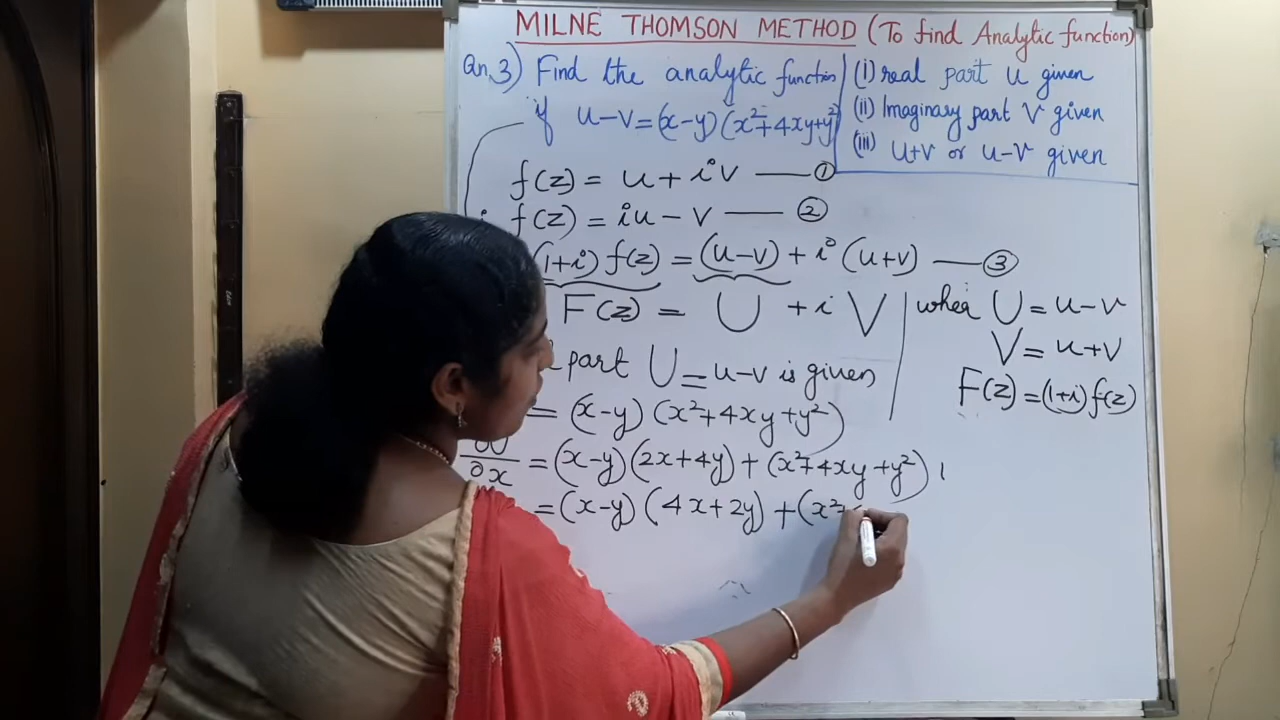 MILNE THOMSON METHOD (To find Analytic function)
Qn.3) Find the analytic function
if u-v=(x-y)(x²+4xy+y²)
(i) real part u given
(ii) Imaginary part v given
(iii) u+v or u-v given
f(z) = u+iv —— ①
f(z) = iu-v —— ②
(1+i) f(z) = (u-v) + i (u+v) —— ③
F(z) = U + i V
wher U = u-v
V = u+v
F(z) = (1+i) f(z)
part U = u-v is given
= (x-y) (x²+4xy+y²)
∂x = (x-y)(2x+4y) + (x²+4xy+y²) 1
= (x-y) (4x+2y) + (x²+